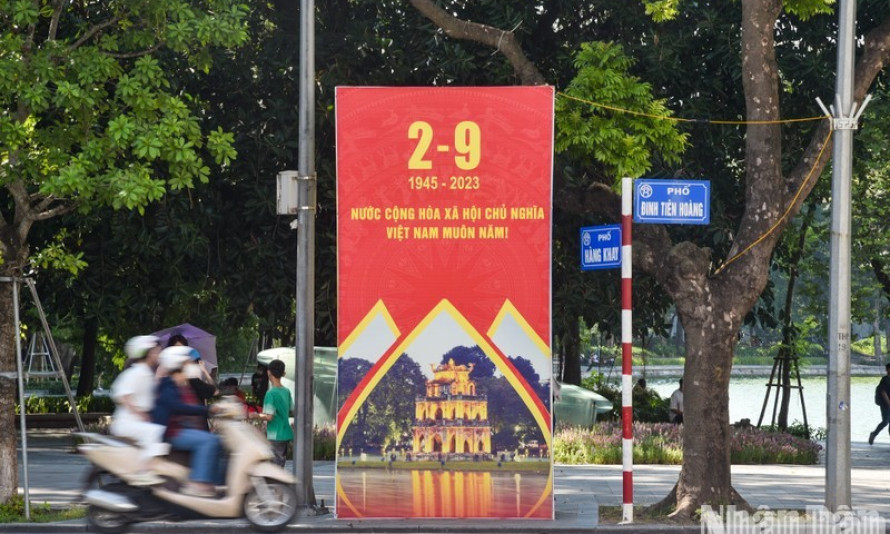 2-9
1945 - 2023
NƯỚC CỘNG HÒA XÃ HỘI CHỦ NGHĨA
VIỆT NAM MUÔN NĂM!
PHỐ
ĐINH TIÊN HOÀNG
PHỐ
HÀNG KHAY
Nhân Dân